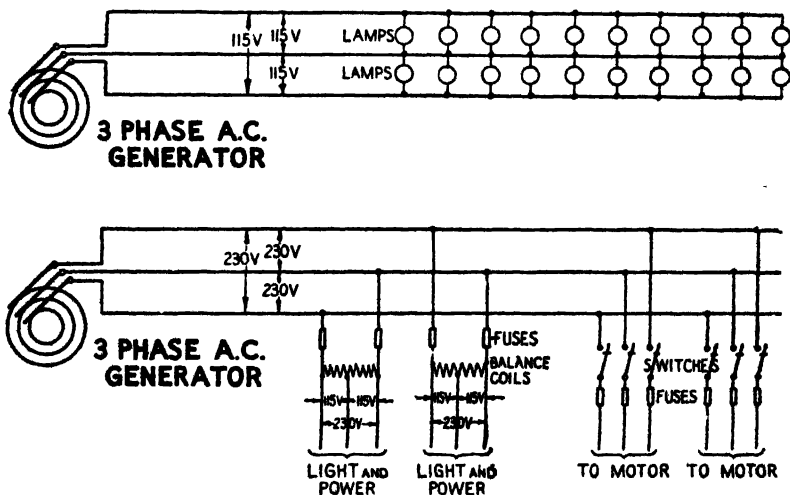 115V 115V LAMPS
115V LAMPS
3 PHASE A.C.
GENERATOR
230V 230V
230V
3 PHASE A.C.
GENERATOR
FUSES
BALANCE
COILS
SWITCHES
FUSES
115V 115V
230V
115V 115V
230V
LIGHT AND
POWER
LIGHT AND
POWER
TO MOTOR
TO MOTOR